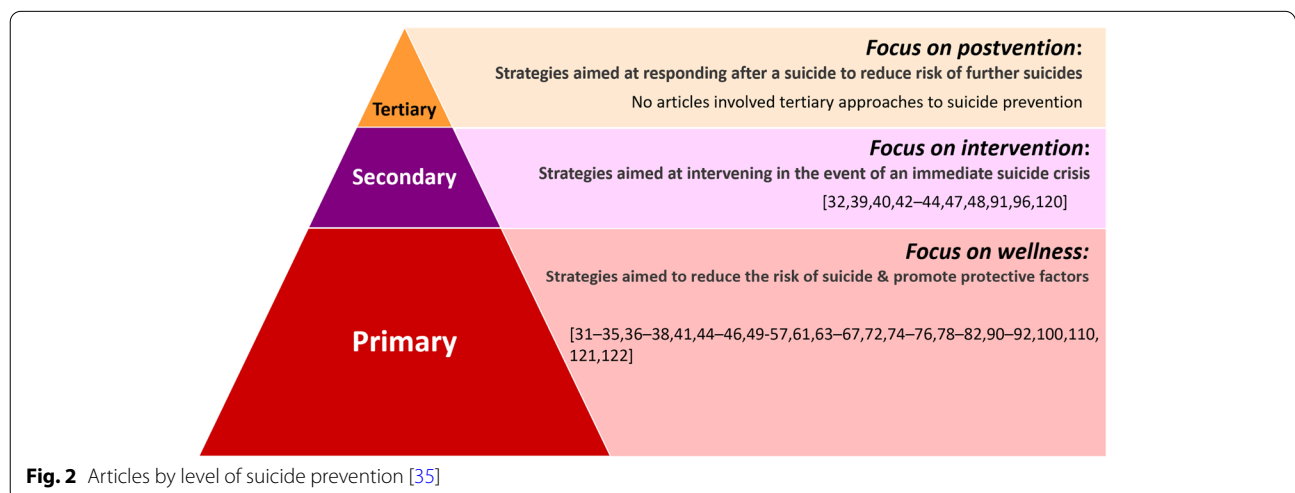 Focus on postvention:
Strategies aimed at responding after a suicide to reduce risk of further suicides
No articles involved tertiary approaches to suicide prevention
Tertiary
Focus on intervention:
Strategies aimed at intervening in the event of an immediate suicide crisis
[32,39,40,42–44,47,48,91,96,120]
Secondary
Focus on wellness:
Strategies aimed to reduce the risk of suicide & promote protective factors
[31–35,36–38,41,44–46,49-57,61,63–67,72,74–76,78–82,90–92,100,110,
121,122]
Primary
Fig. 2 Articles by level of suicide prevention [35]